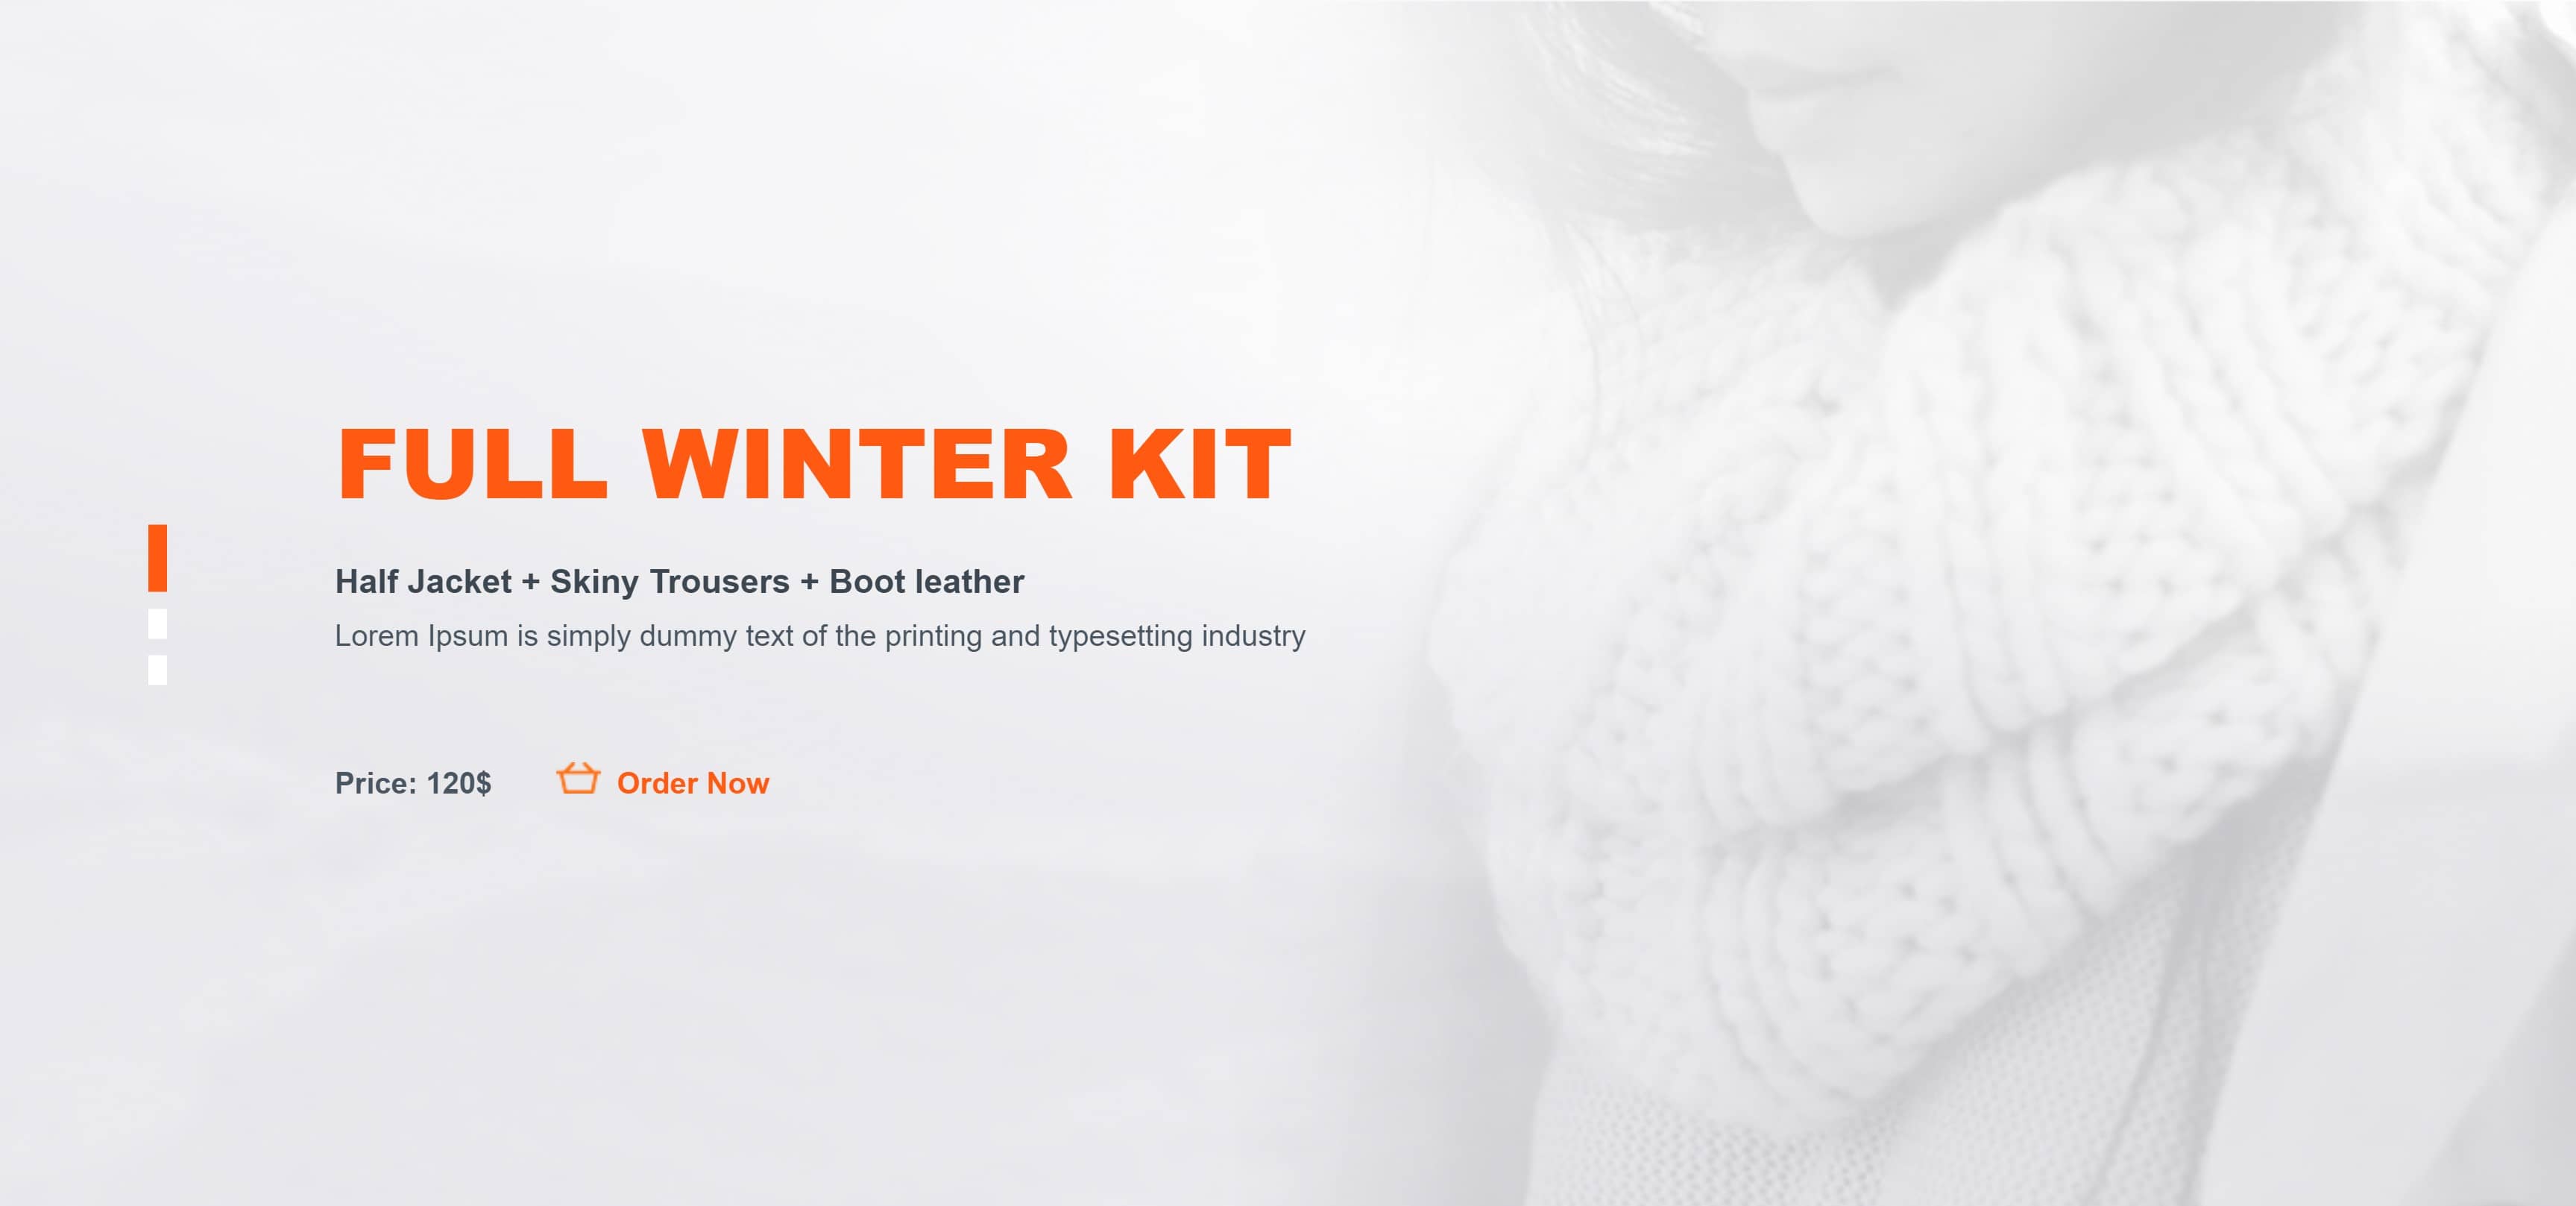 FULL WINTER KIT
Half Jacket + Skiny Trousers + Boot leather
Lorem Ipsum is simply dummy text of the printing and typesetting industry
Price: 120$ Order Now